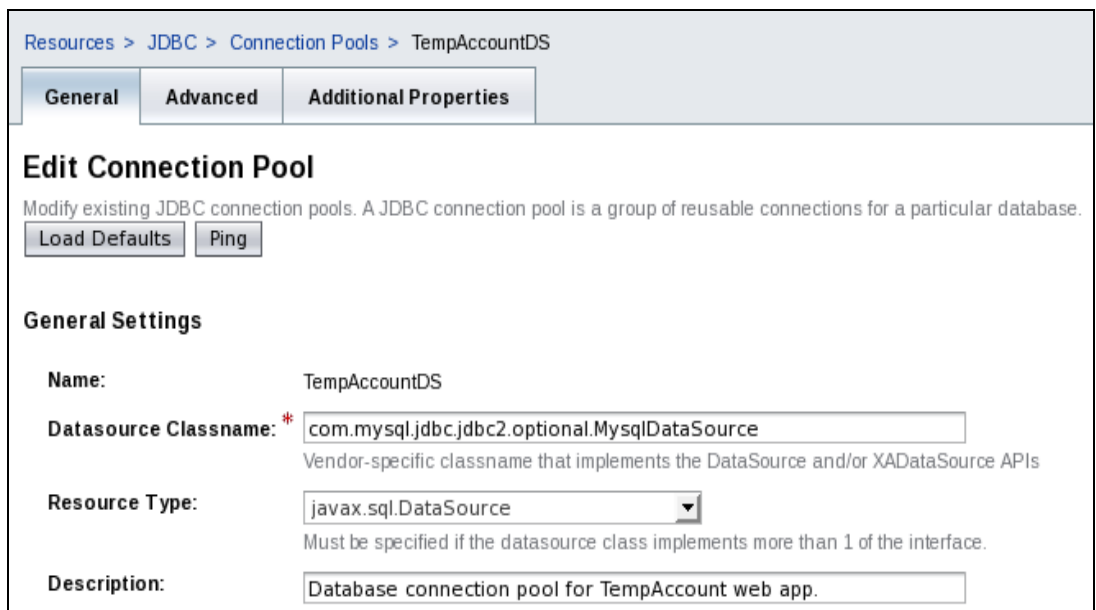 Resources > JDBC > Connection Pools > TempAccountDS
General Advanced Additional Properties
Edit Connection Pool
Modify existing JDBC connection pools. A JDBC connection pool is a group of reusable connections for a particular database.
Load Defaults Ping
General Settings
Name: TempAccountDS
Datasource Classname: * com.mysql.jdbc.jdbc2.optional.MysqlDataSource
Vendor-specific classname that implements the DataSource and/or XADataSource APIs
Resource Type: javax.sql.DataSource
Must be specified if the datasource class implements more than 1 of the interface.
Description: Database connection pool for TempAccount web app.